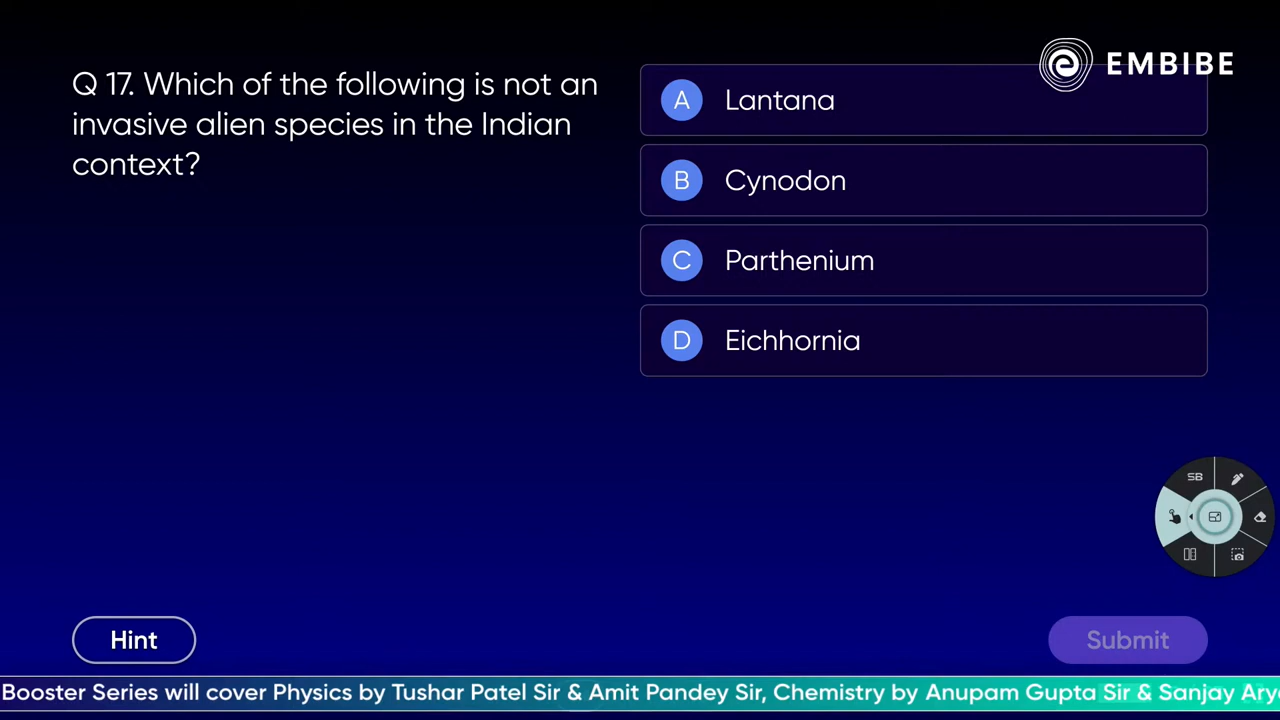 EMBIBE
Q 17. Which of the following is not an
invasive alien species in the Indian
context?
A Lantana
B Cynodon
C Parthenium
D Eichhornia
SB
Hint
Submit
Booster Series will cover Physics by Tushar Patel Sir & Amit Pandey Sir, Chemistry by Anupam Gupta Sir & Sanjay Arya